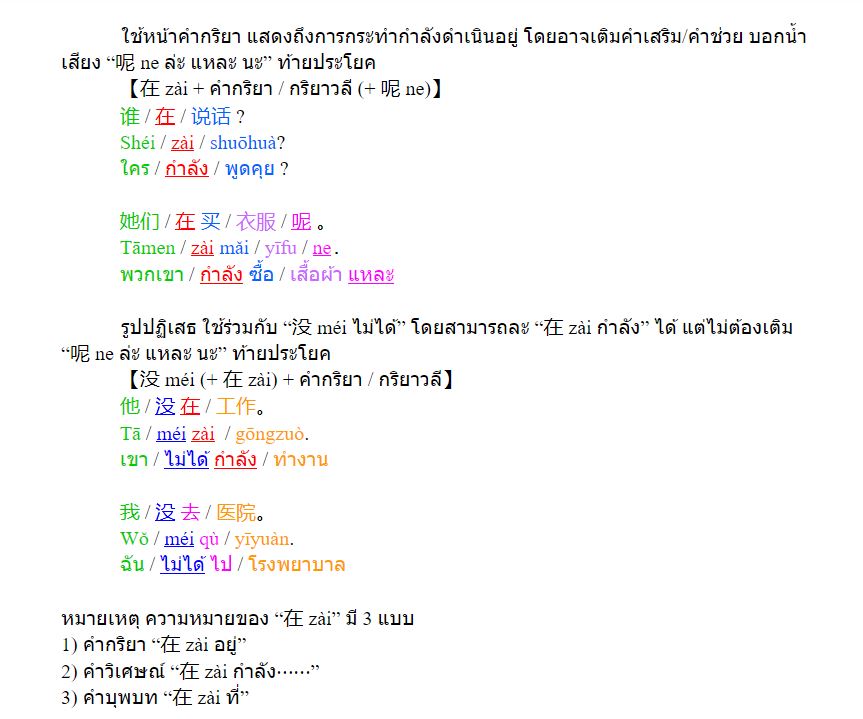 ใช้หน้าคำกริยา แสดงถึงการกระทำกำลังดำเนินอยู่ โดยอาจเติมคำเสริม/คำช่วย บอกน้ำ
เสียง “呢 ne ล่ะ แหละ นะ” ท้ายประโยค
【在 zài + คำกริยา / กริยาวลี (+ 呢 ne)】
谁 / 在 / 说话 ?
Shéi / zài / shuōhuà?
ใคร / กำลัง / พูดคุย ?
她们 / 在 买 / 衣服 / 呢 。
Tāmen / zài mǎi / yīfu / ne .
พวกเขา / กำลัง ซื้อ / เสื้อผ้า แหละ
รูปปฏิเสธ ใช้ร่วมกับ “没 méi ไม่ได้” โดยสามารถละ “在 zài กำลัง” ได้ แต่ไม่ต้องเติม
“呢 ne ล่ะ แหละ นะ” ท้ายประโยค
【没 méi (+ 在 zài) + คำกริยา / กริยาวลี】
他 / 没 在 / 工作。
Tā / méi zài / gōngzuò.
เขา / ไม่ได้ กำลัง / ทำงาน
我 / 没 去 / 医院。
Wǒ / méi qù / yīyuàn.
ฉัน / ไม่ได้ ไป / โรงพยาบาล
หมายเหตุ ความหมายของ “在 zài” มี 3 แบบ
1) คำกริยา “在 zài อยู่”
2) คำวิเศษณ์ “在 zài กำลัง……”
3) คำบุพบท “在 zài ที่”